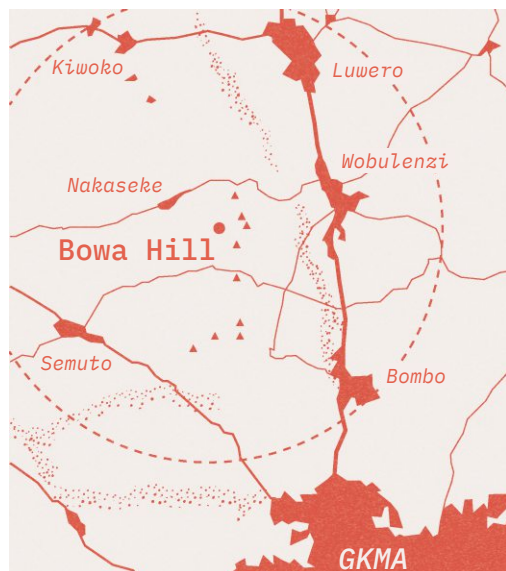 Kiwoko
Luwero
Wobulenzi
Nakaseke
Bowa Hill
Semuto
Bombo
GKMA